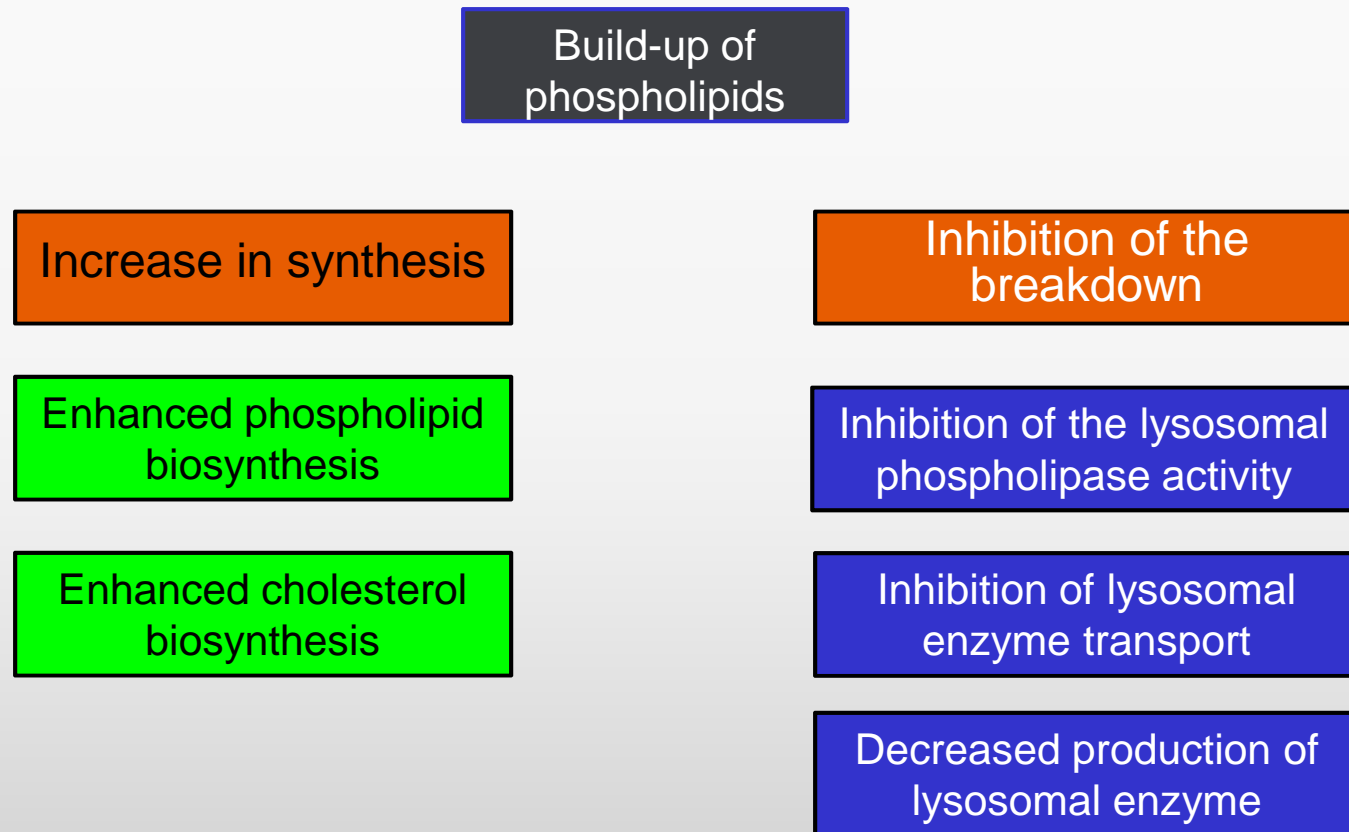 Build-up of
phospholipids
Increase in synthesis
Enhanced phospholipid
biosynthesis
Enhanced cholesterol
biosynthesis
Inhibition of the
breakdown
Inhibition of the lysosomal
phospholipase activity
Inhibition of lysosomal
enzyme transport
Decreased production of
lysosomal enzyme